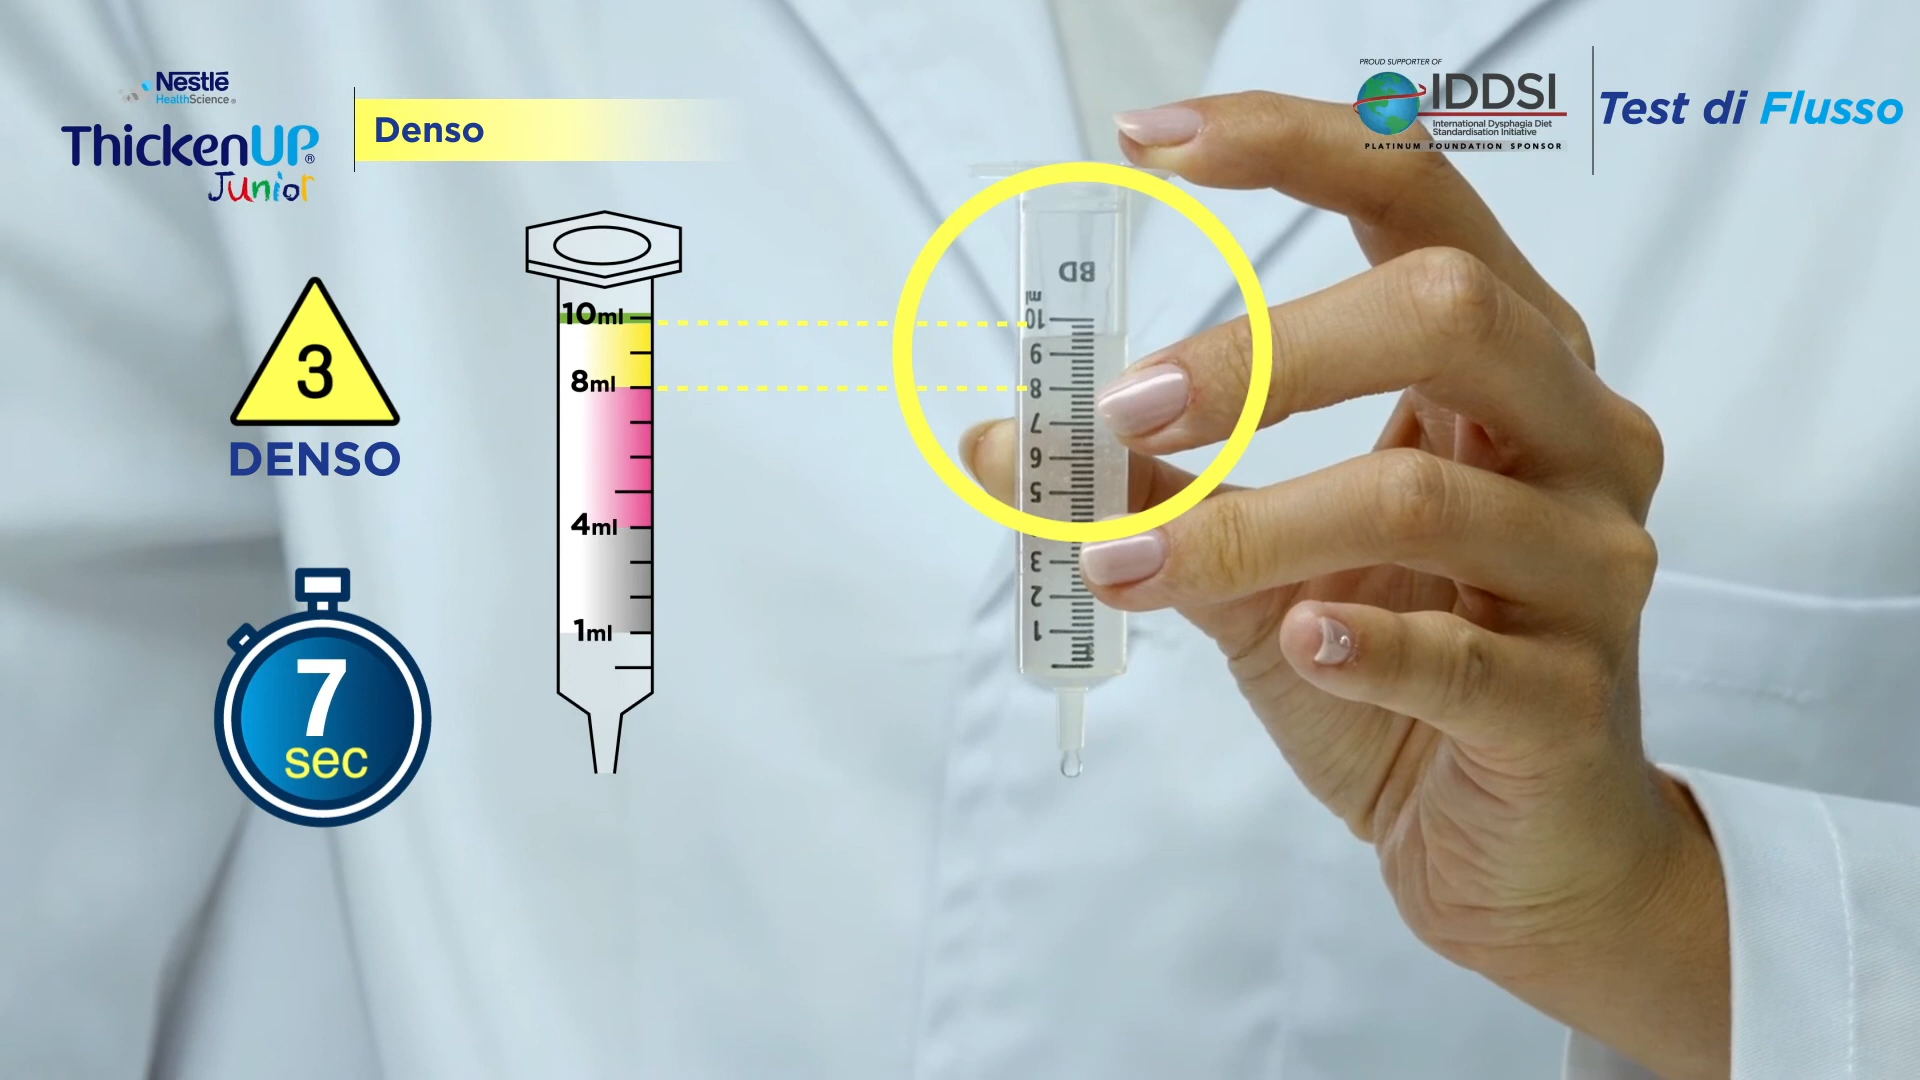 Nestlé
HealthScience®
ThickenUP®
Junior
Denso
PROUD SUPPORTER OF
IDDSI
International Dysphagia Diet
Standardisation Initiative
PLATINUM FOUNDATION SPONSOR
Test di Flusso
3
DENSO
7
sec
10ml
8ml
4ml
1ml
BD
ml
10
9
8
7
6
5
3
2
1